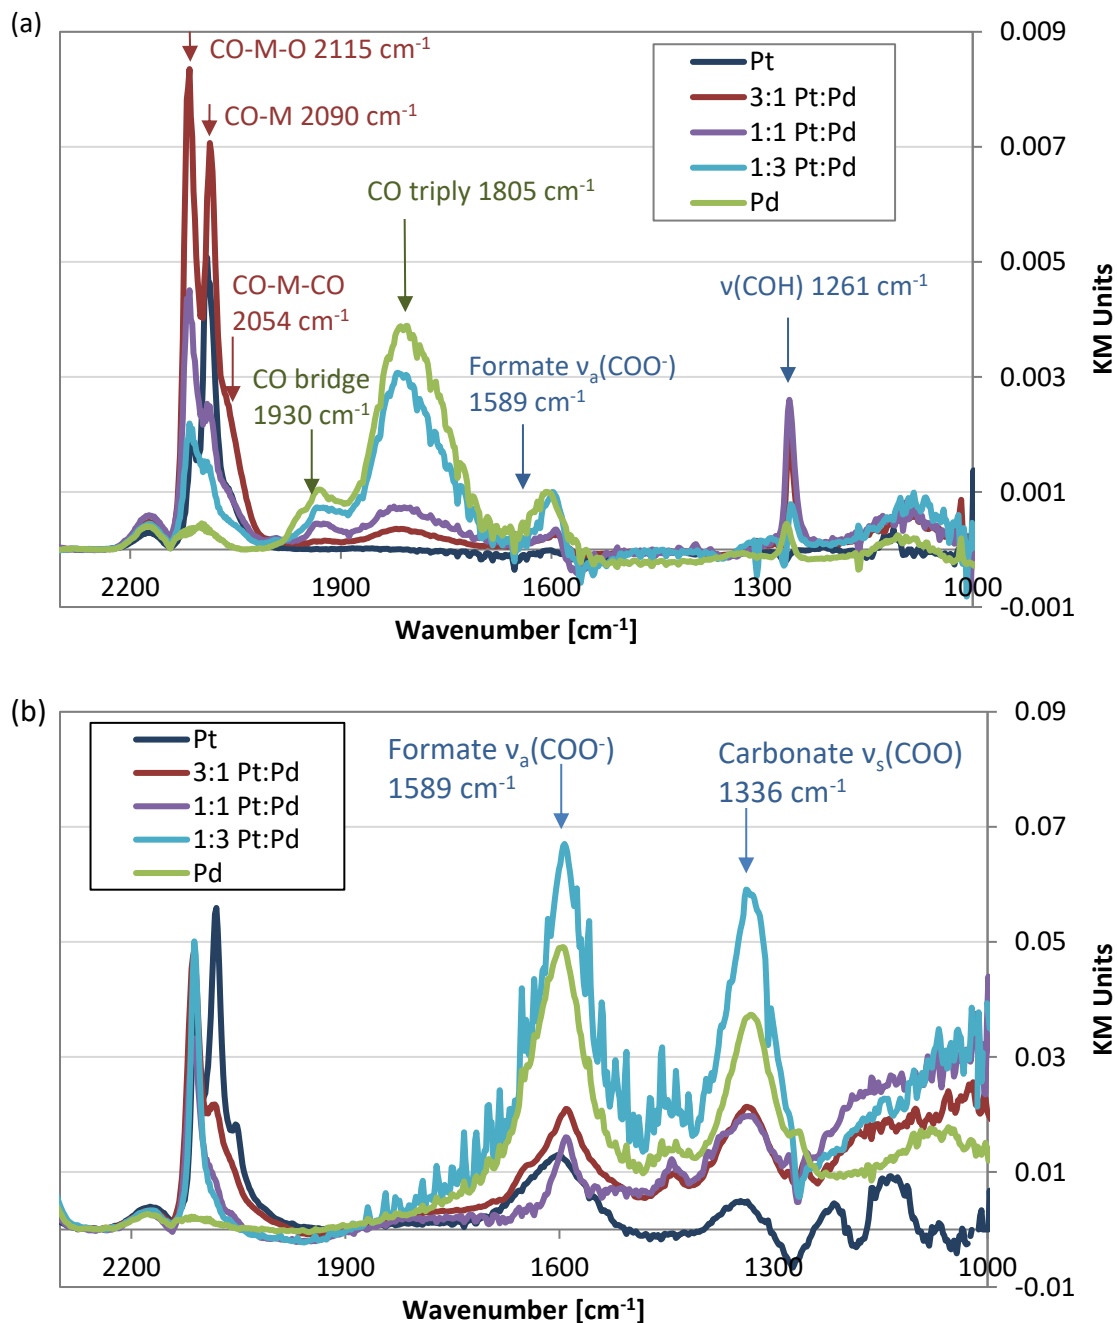 (a)
CO-M-O 2115 cm⁻¹
CO-M 2090 cm⁻¹
CO triply 1805 cm⁻¹
CO-M-CO
2054 cm⁻¹
CO bridge
1930 cm⁻¹
Formate ν_a(COO⁻)
1589 cm⁻¹
ν(COH) 1261 cm⁻¹
Pt
3:1 Pt:Pd
1:1 Pt:Pd
1:3 Pt:Pd
Pd
0.009
0.007
0.005
0.003
0.001
-0.001
KM Units
2200 1900 1600 1300 1000
Wavenumber [cm⁻¹]
(b)
Pt
3:1 Pt:Pd
1:1 Pt:Pd
1:3 Pt:Pd
Pd
Formate ν_a(COO⁻)
1589 cm⁻¹
Carbonate ν_s(COO)
1336 cm⁻¹
0.09
0.07
0.05
0.03
0.01
-0.01
KM Units
2200 1900 1600 1300 1000
Wavenumber [cm⁻¹]